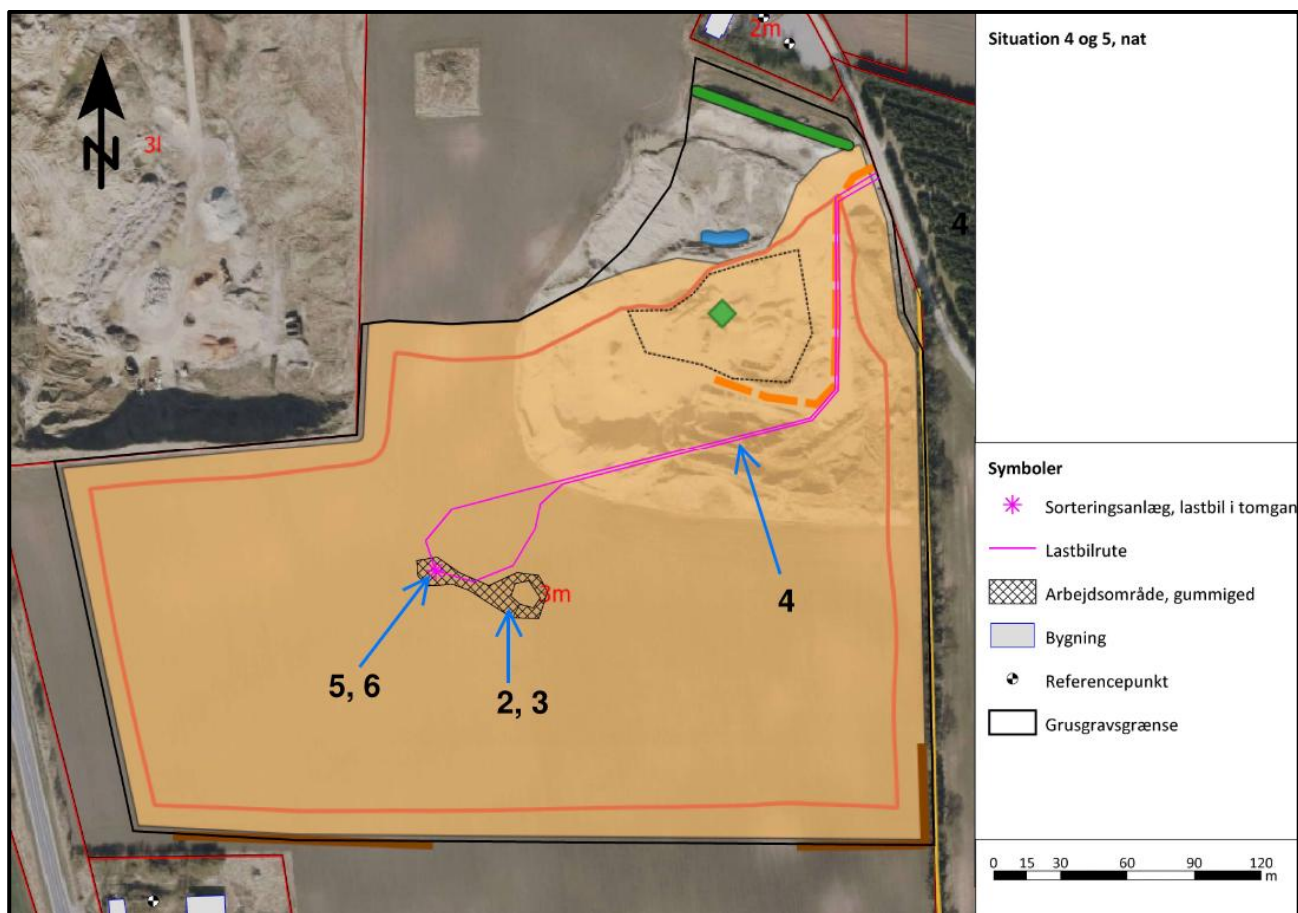 Situation 4 og 5, nat
2m
N
3l
4
3m
4
5, 6
2, 3
Symboler
Sorteringsanlæg, lastbil i tomgan
Lastbilrute
Arbejdsområde, gummiged
Bygning
Referencepunkt
Grusgravsgrænse
0 15 30 60 90 120
m